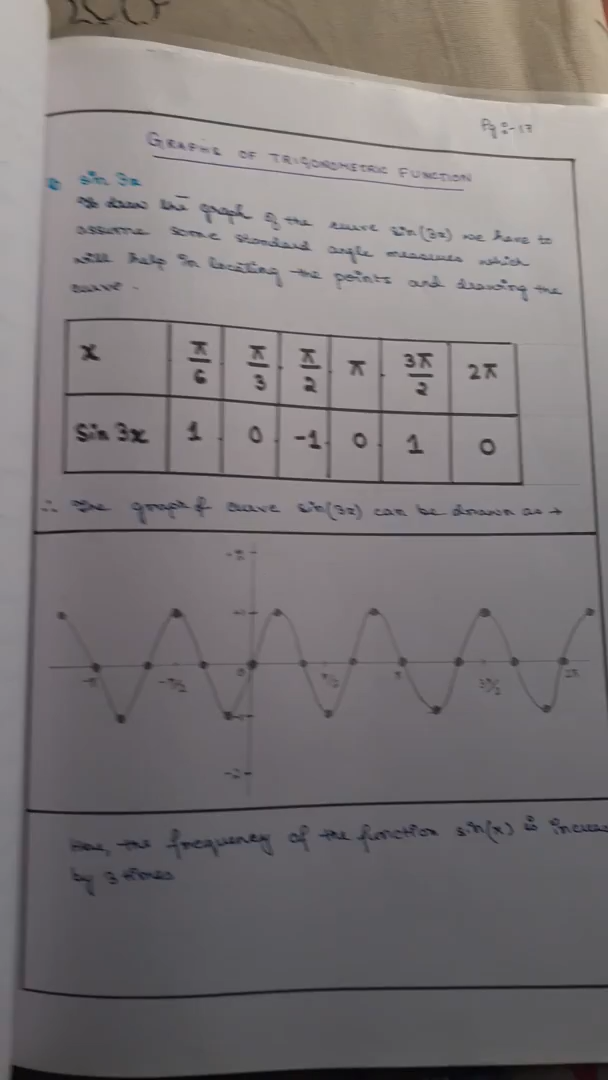 Pg :- 17
GRAPHS OF TRIGONOMETRIC FUNCTION
sin 3x
To draw the graph of the curve sin(3x) we have to
assume some standard angle measures which
will help in locating the points and drawing the
curve.
x π/6 π/3 π/2 π 3π/2 2π
Sin 3x 1 0 -1 0 1 0
∴ The graph of curve sin(3x) can be drawn as →
-π -π/2 0 π/2 π 3π/2 2π
-2
Here, the frequency of the function sin(x) is increas
by 3 times